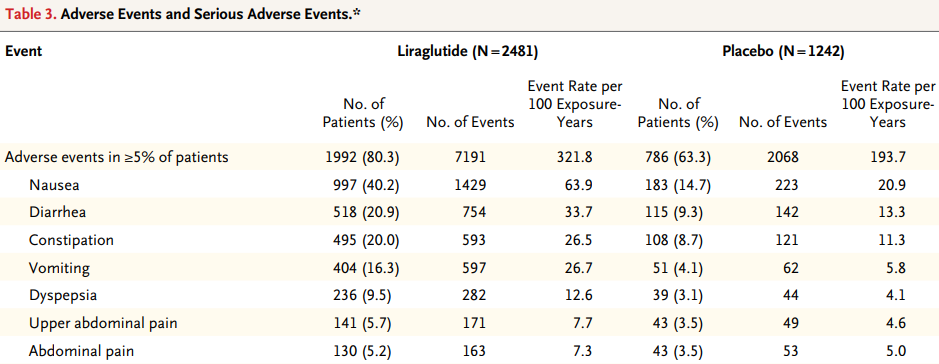 Table 3. Adverse Events and Serious Adverse Events.*
Event Liraglutide (N=2481) Placebo (N=1242)
No. of Patients (%) No. of Events Event Rate per 100 Exposure-Years No. of Patients (%) No. of Events Event Rate per 100 Exposure-Years
Adverse events in ≥5% of patients 1992 (80.3) 7191 321.8 786 (63.3) 2068 193.7
Nausea 997 (40.2) 1429 63.9 183 (14.7) 223 20.9
Diarrhea 518 (20.9) 754 33.7 115 (9.3) 142 13.3
Constipation 495 (20.0) 593 26.5 108 (8.7) 121 11.3
Vomiting 404 (16.3) 597 26.7 51 (4.1) 62 5.8
Dyspepsia 236 (9.5) 282 12.6 39 (3.1) 44 4.1
Upper abdominal pain 141 (5.7) 171 7.7 43 (3.5) 49 4.6
Abdominal pain 130 (5.2) 163 7.3 43 (3.5) 53 5.0